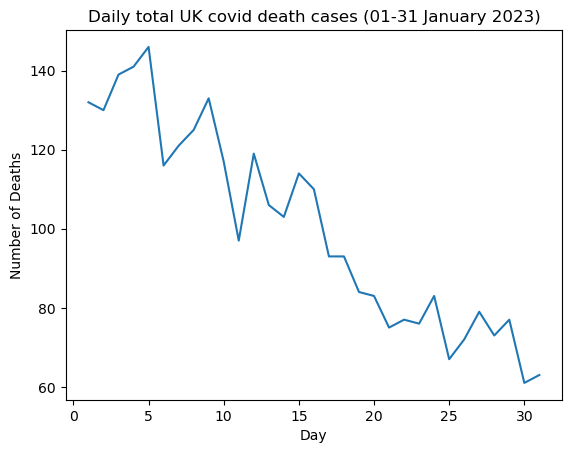 Daily total UK covid death cases (01-31 January 2023)
140
120
100
80
60
Number of Deaths
0 5 10 15 20 25 30
Day